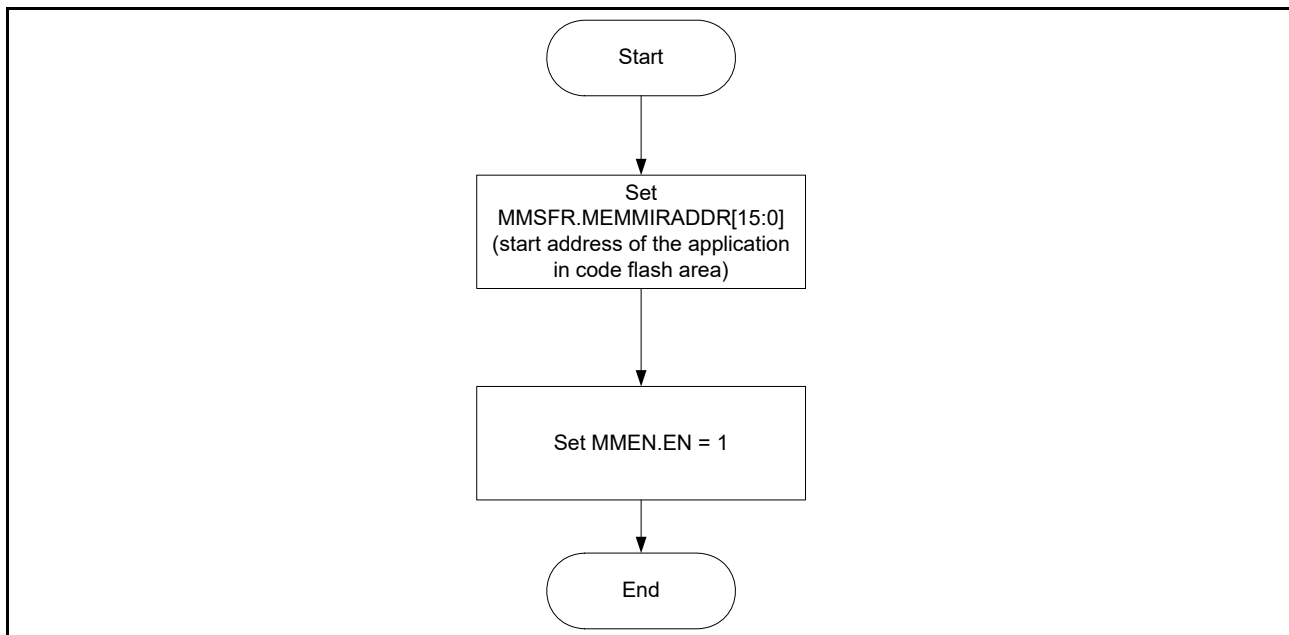 Start
Set
MMSFR.MEMMIRADDR[15:0]
(start address of the application
in code flash area)
Set MMEN.EN = 1
End